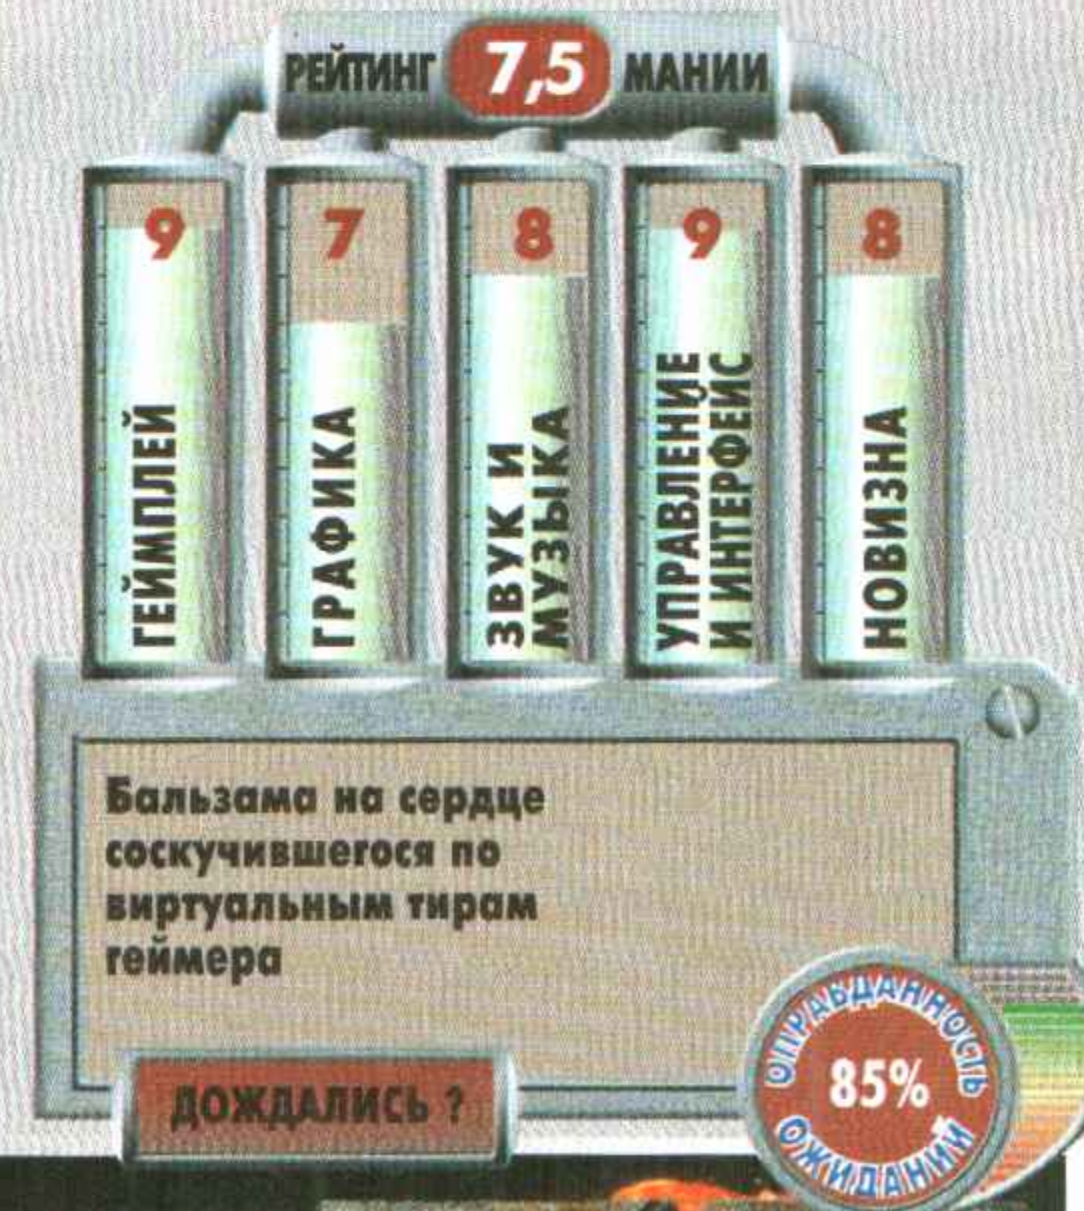 РЕЙТИНГ 7,5 МАНИИ
9 7 8 9 8
ГЕЙМПЛЕЙ
ГРАФИКА
ЗВУК И
МУЗЫКА
УПРАВЛЕНИЕ
И ИНТЕРФЕЙС
НОВИЗНА
Бальзама на сердце
соскучившегося по
виртуальным тирам
геймера
ДОЖДАЛИСЬ ?
ОПРАВДАННОСТЬ
85%
ОЖИДАНИЙ